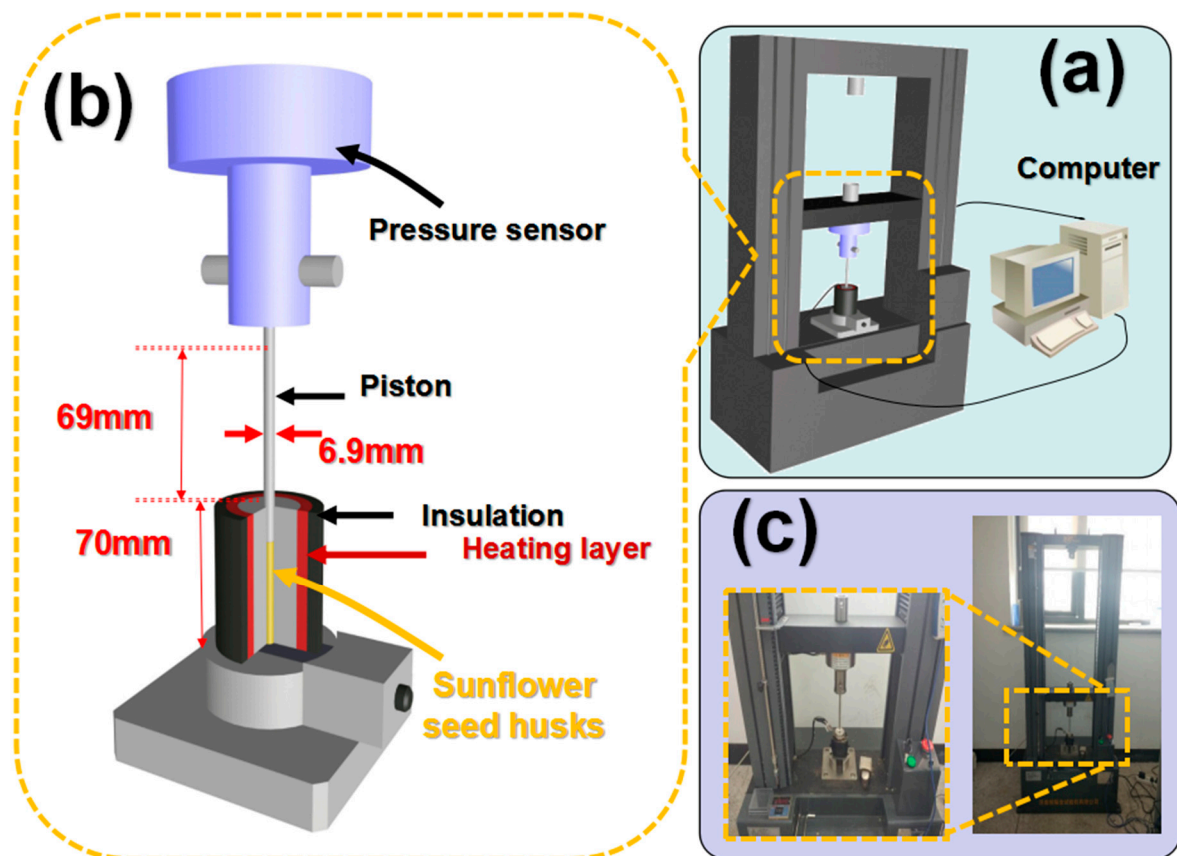 (b)
Pressure sensor
Piston
69mm
6.9mm
Insulation
Heating layer
70mm
Sunflower
seed husks
(a)
Computer
(c)